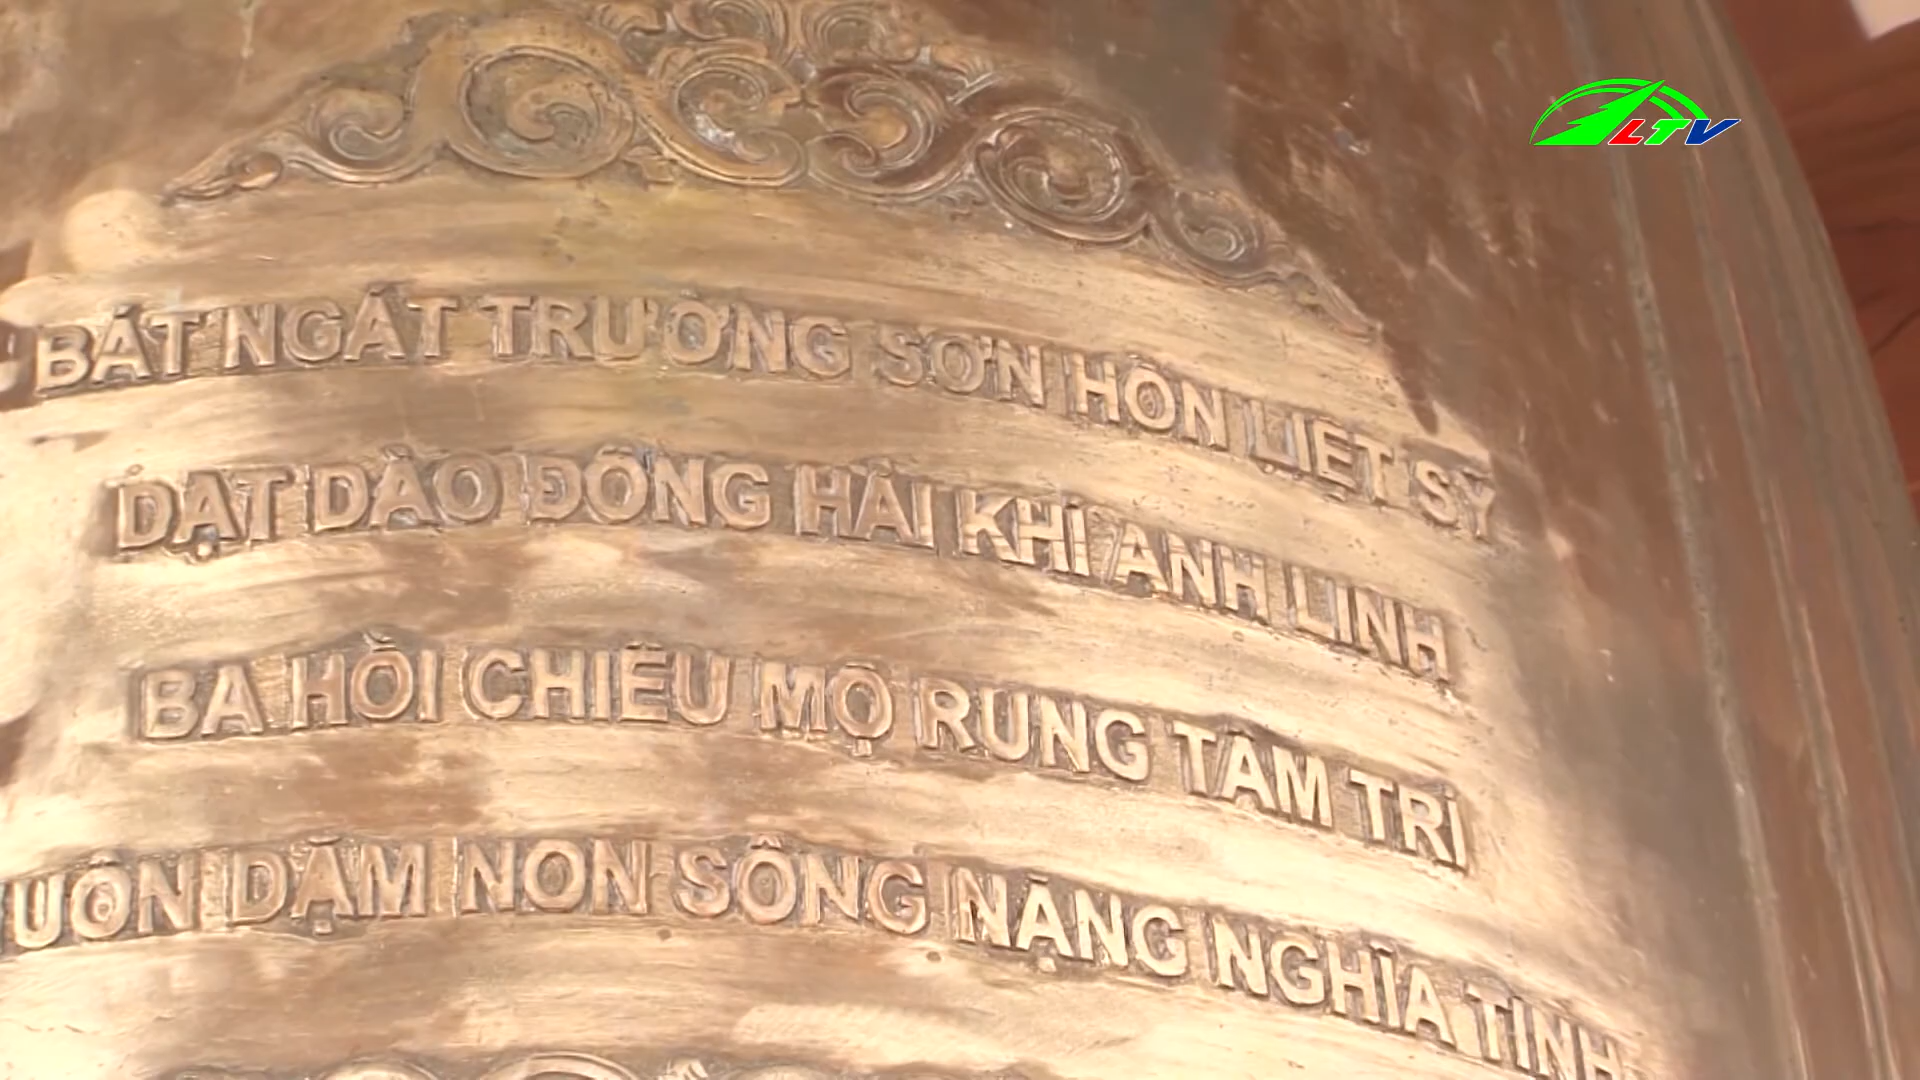 BÁT NGÁT TRƯỜNG SƠN HỒN LIỆT SỸ
DẠT DÀO ĐÔNG HẢI KHÍ ANH LINH
BA HỒI CHIÊU MỘ RUNG TÂM TRÍ
UÔN DẶM NON SÔNG NẶNG NGHĨA TÌNH
LTV